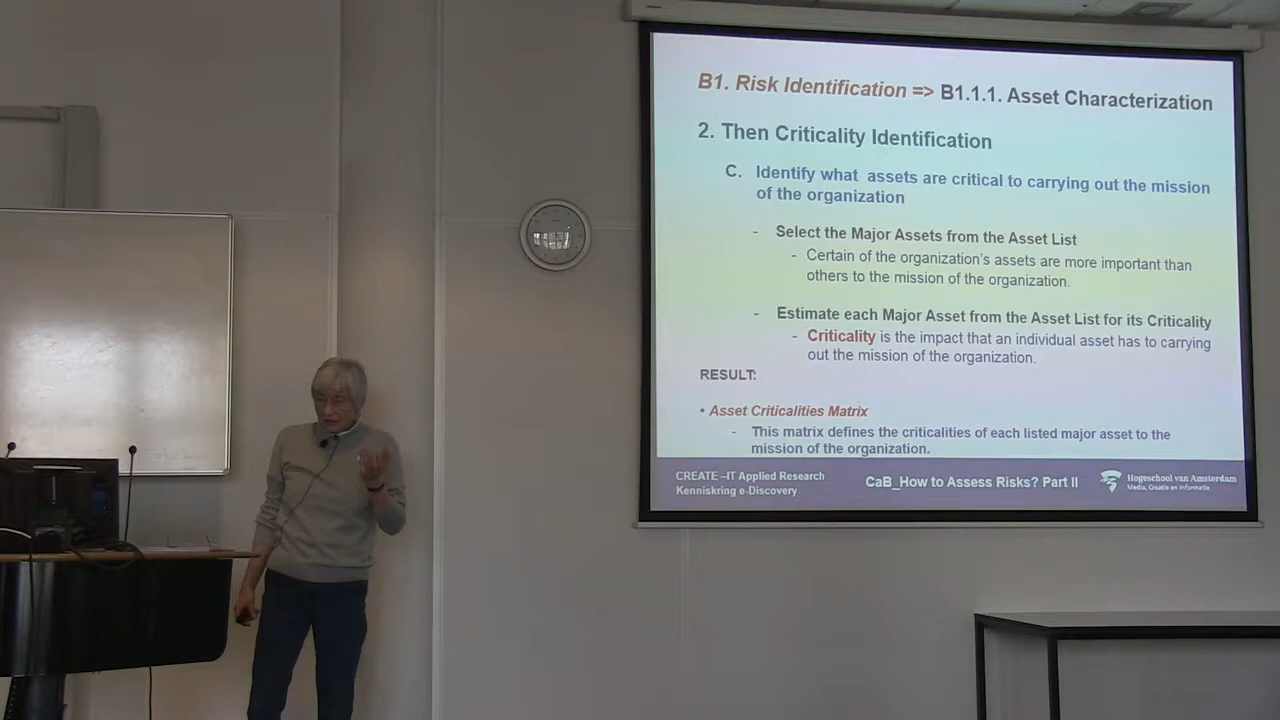 B1. Risk Identification => B1.1.1. Asset Characterization
2. Then Criticality Identification
C. Identify what assets are critical to carrying out the mission
of the organization
- Select the Major Assets from the Asset List
- Certain of the organization's assets are more important than
others to the mission of the organization.
- Estimate each Major Asset from the Asset List for its Criticality
- Criticality is the impact that an individual asset has to carrying
out the mission of the organization.
RESULT:
• Asset Criticalities Matrix
- This matrix defines the criticalities of each listed major asset to the
mission of the organization.
CREATE –IT Applied Research
Kenniskring e-Discovery
CaB_How to Assess Risks? Part II
Hogeschool van Amsterdam
Media, Creatie en Informatie